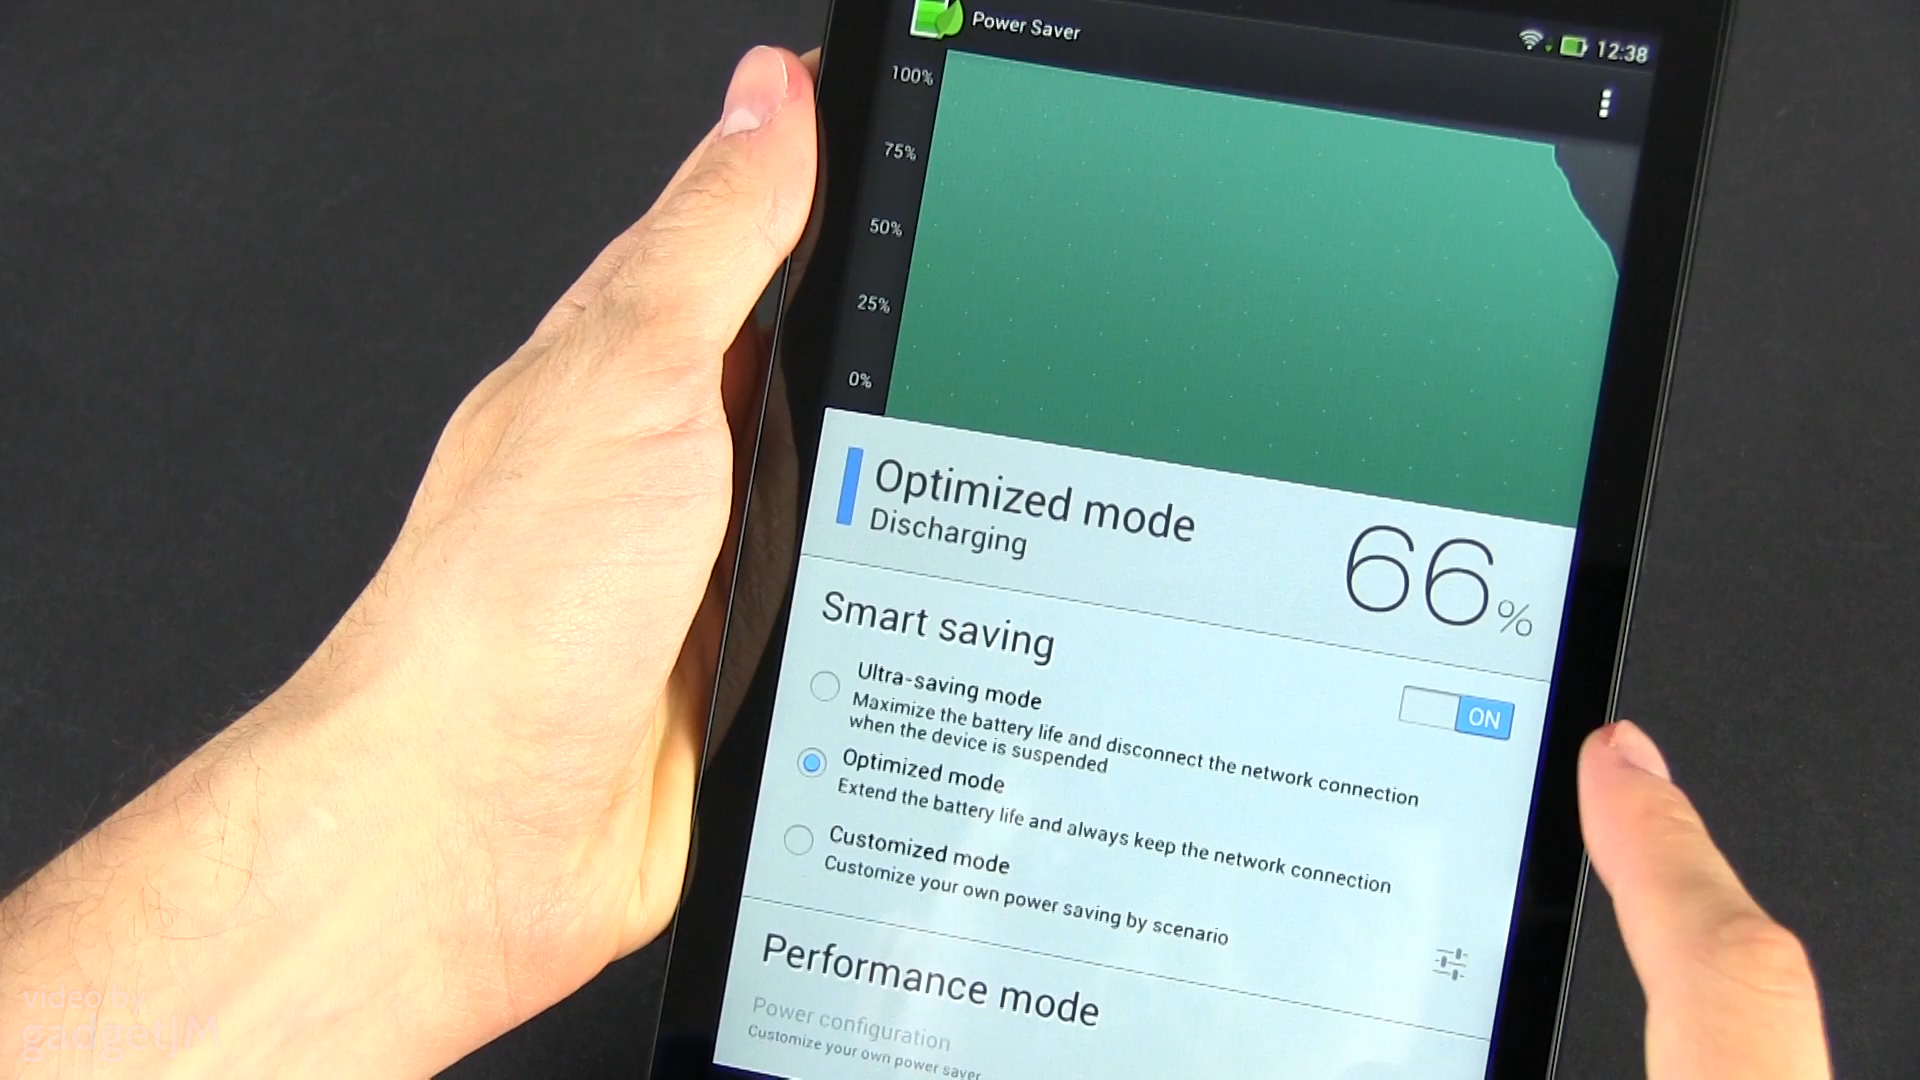 Power Saver
12:38
100%
75%
50%
25%
0%
Optimized mode
Discharging
66%
Smart saving
ON
Ultra-saving mode
Maximize the battery life and disconnect the network connection
when the device is suspended
Optimized mode
Extend the battery life and always keep the network connection
Customized mode
Customize your own power saving by scenario
Performance mode
Power configuration
Customize your own power saver
video by
gadgetJM